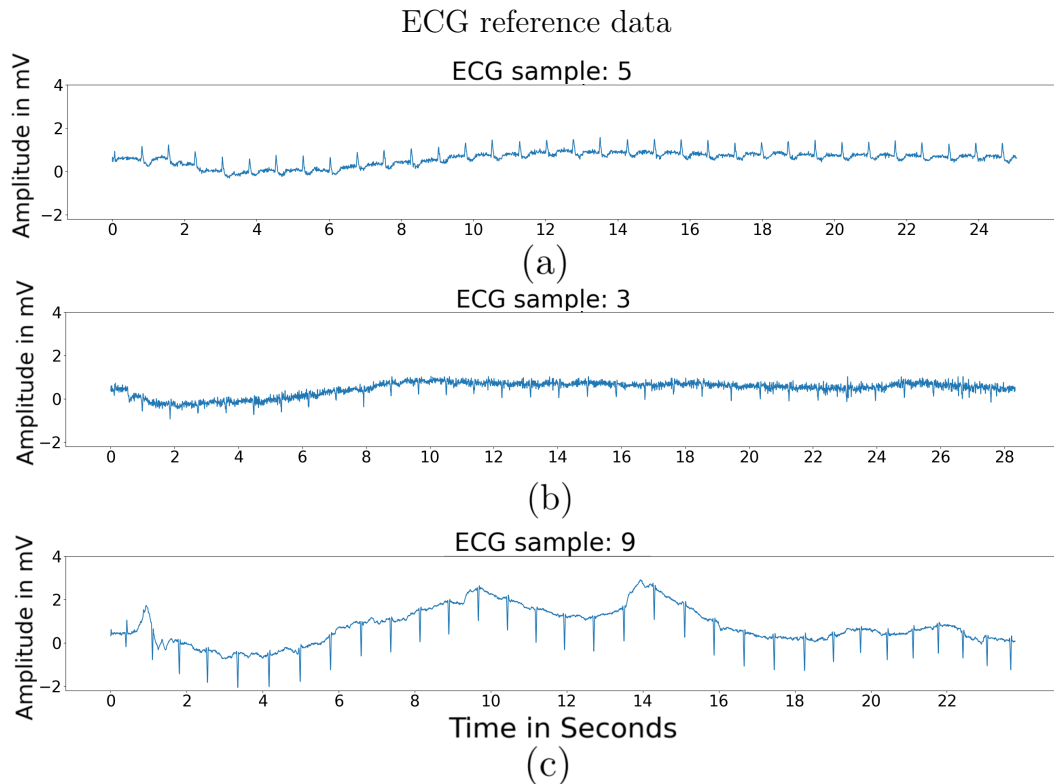 ECG reference data
ECG sample: 5
Amplitude in mV
4
2
0
−2
0 2 4 6 8 10 12 14 16 18 20 22 24
(a)
ECG sample: 3
Amplitude in mV
4
2
0
−2
0 2 4 6 8 10 12 14 16 18 20 22 24 26 28
(b)
ECG sample: 9
Amplitude in mV
4
2
0
−2
0 2 4 6 8 10 12 14 16 18 20 22
Time in Seconds
(c)